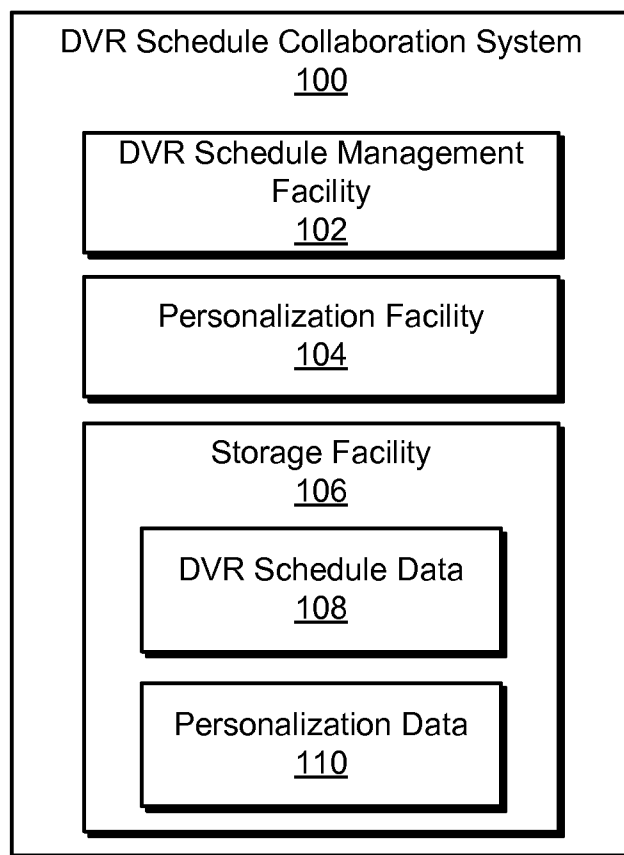 DVR Schedule Collaboration System
100
DVR Schedule Management
Facility
102
Personalization Facility
104
Storage Facility
106
DVR Schedule Data
108
Personalization Data
110